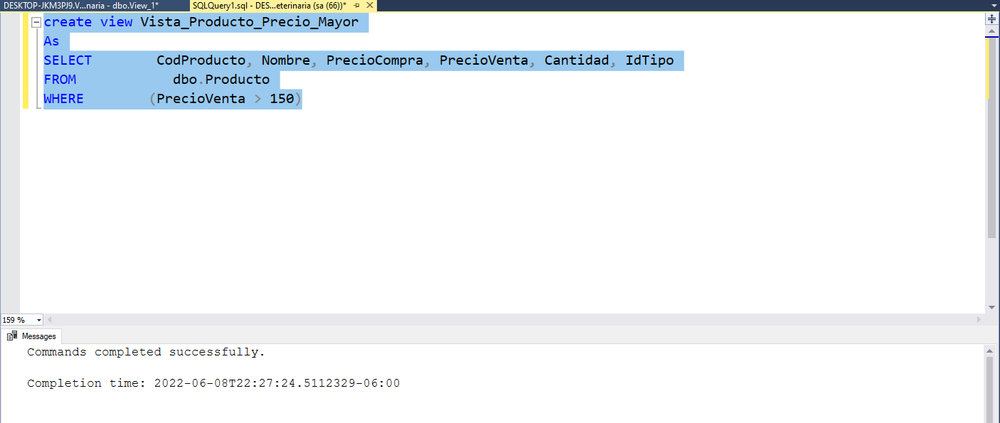 DESKTOP-JKM3PJ9.V...naria - dbo.View_1*
SQLQuery1.sql - DES...eterinaria (sa (66))*
create view Vista_Producto_Precio_Mayor
As
SELECT CodProducto, Nombre, PrecioCompra, PrecioVenta, Cantidad, IdTipo
FROM dbo.Producto
WHERE (PrecioVenta > 150)
159 %
Messages
Commands completed successfully.
Completion time: 2022-06-08T22:27:24.5112329-06:00